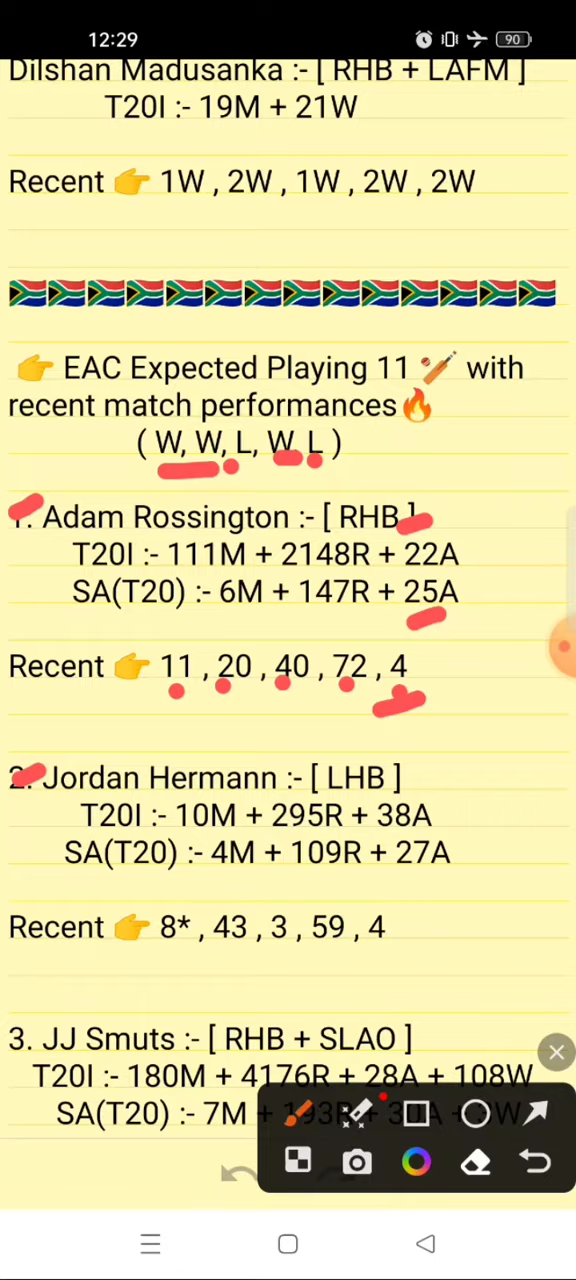 12:29
90
Dilshan Madusanka :- [ RHB + LAFM ]
T20I :- 19M + 21W
Recent 👉 1W , 2W , 1W , 2W , 2W
👉 EAC Expected Playing 11 🏏 with
recent match performances🔥
( W, W, L, W, L )
1. Adam Rossington :- [ RHB ]
T20I :- 111M + 2148R + 22A
SA(T20) :- 6M + 147R + 25A
Recent 👉 11 , 20 , 40 , 72 , 4
2. Jordan Hermann :- [ LHB ]
T20I :- 10M + 295R + 38A
SA(T20) :- 4M + 109R + 27A
Recent 👉 8* , 43 , 3 , 59 , 4
3. JJ Smuts :- [ RHB + SLAO ]
T20I :- 180M + 4176R + 28A + 108W
SA(T20) :- 7M + 193R +